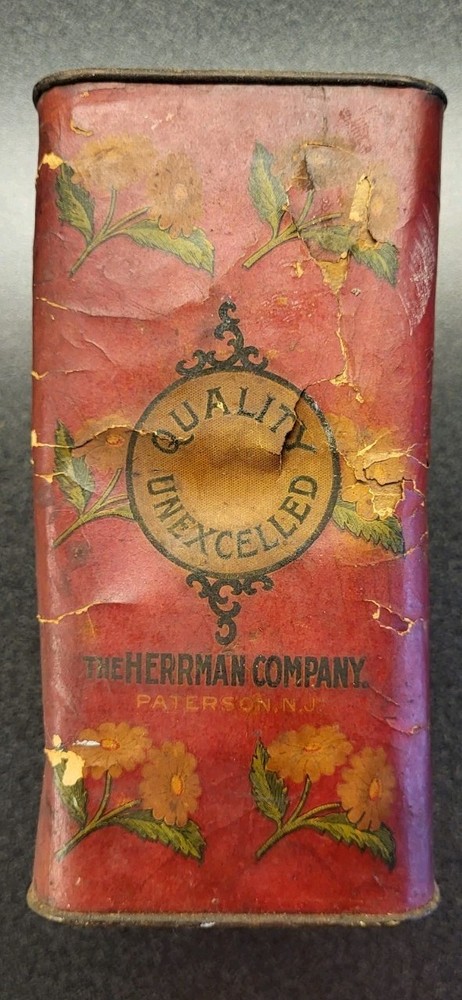 QUALITY
UNEXCELLED
THE HERRMAN COMPANY.
PATERSON, N.J.